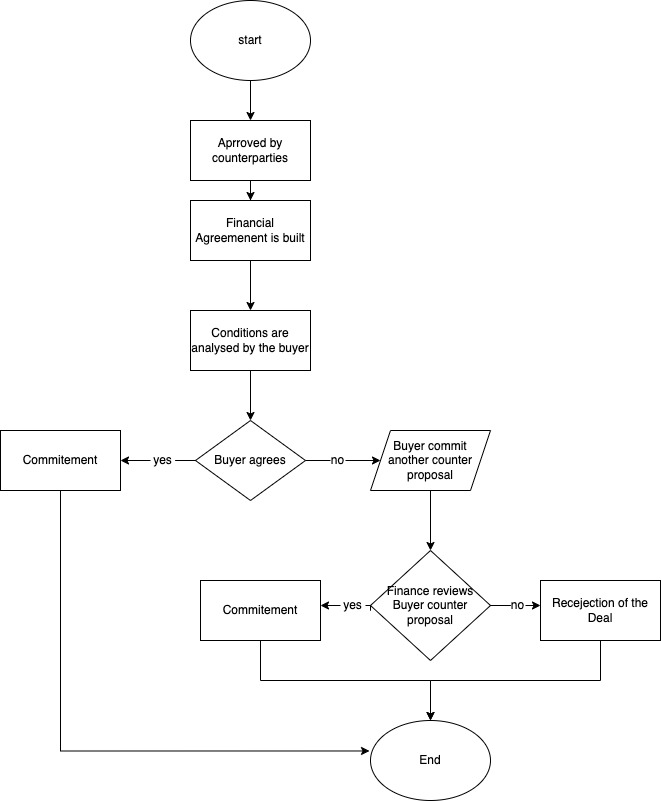 start
Aprroved by
counterparties
Financial
Agreemenent is built
Conditions are
analysed by the buyer
Commitement
yes
Buyer agrees
no
Buyer commit
another counter
proposal
Commitement
yes
Finance reviews
Buyer counter
proposal
no
Recejection of the
Deal
End